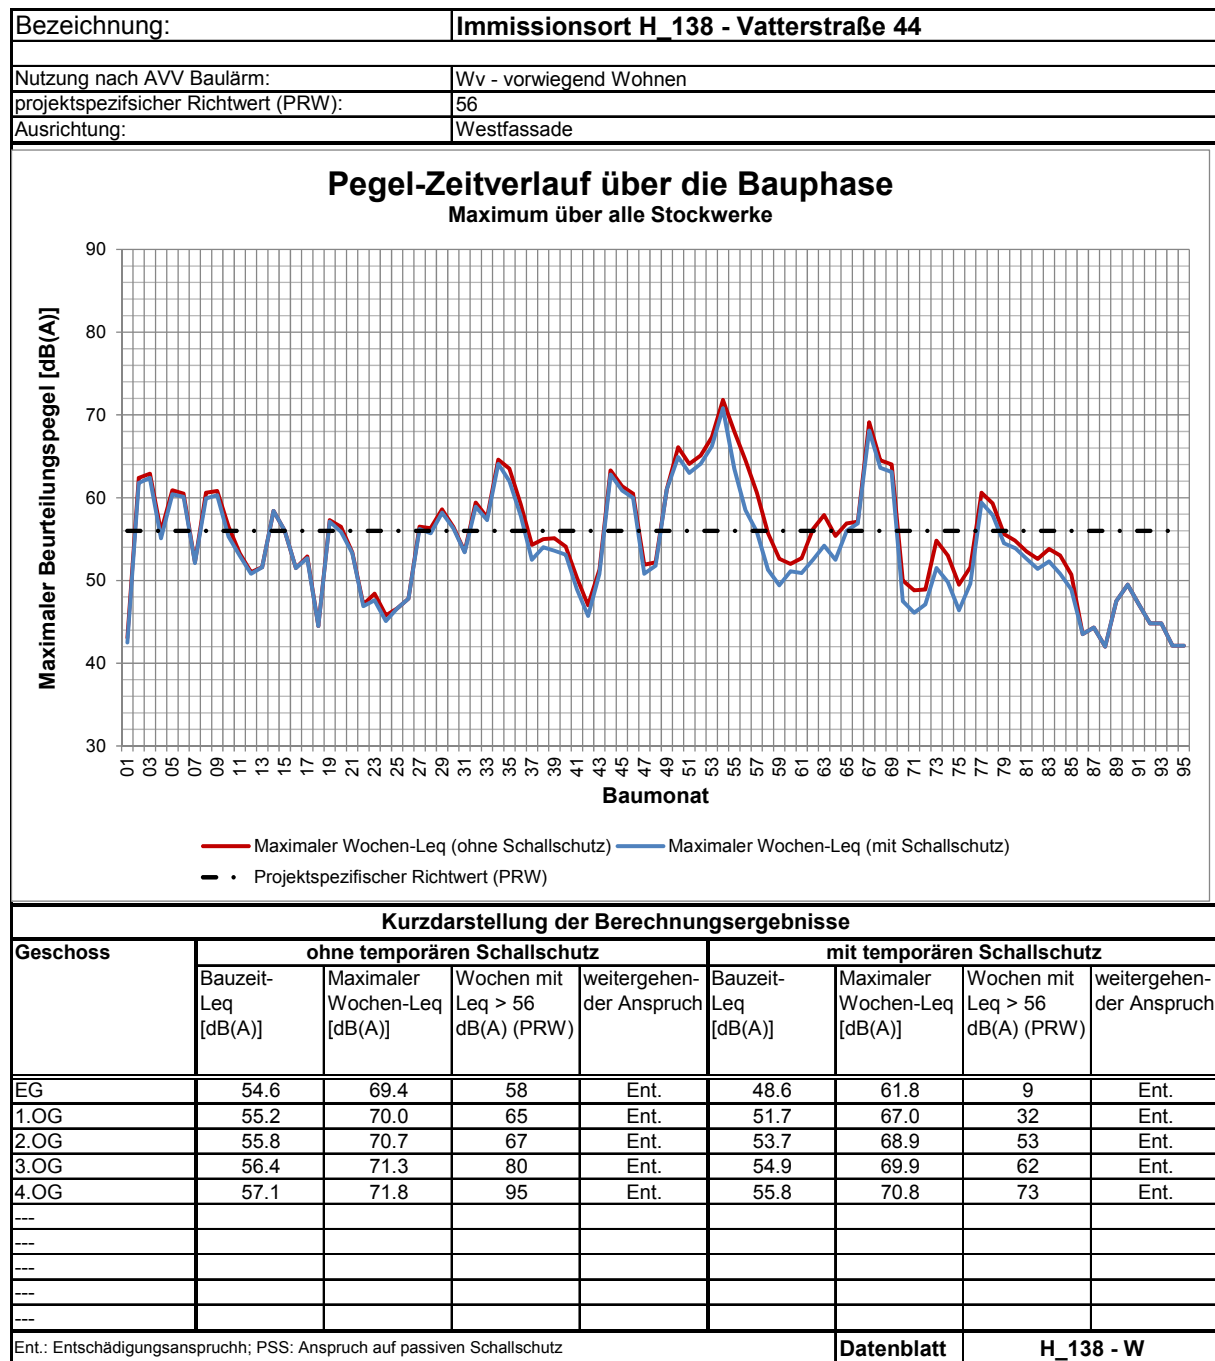 Bezeichnung: Immissionsort H_138 - Vatterstraße 44
Nutzung nach AVV Baulärm: Wv - vorwiegend Wohnen
projektspezifsicher Richtwert (PRW): 56
Ausrichtung: Westfassade
Pegel-Zeitverlauf über die Bauphase
Maximum über alle Stockwerke
Maximaler Beurteilungspegel [dB(A)]
90
80
70
60
50
40
30
01 03 05 07 09 11 13 15 17 19 21 23 25 27 29 31 33 35 37 39 41 43 45 47 49 51 53 55 57 59 61 63 65 67 69 71 73 75 77 79 81 83 85 87 89 91 93 95
Baumonat
Maximaler Wochen-Leq (ohne Schallschutz) Maximaler Wochen-Leq (mit Schallschutz)
Projektspezifischer Richtwert (PRW)
Kurzdarstellung der Berechnungsergebnisse
Geschoss ohne temporären Schallschutz mit temporären Schallschutz
Bauzeit- Maximaler Wochen mit weitergehen- Bauzeit- Maximaler Wochen mit weitergehen-
Leq Wochen-Leq Leq > 56 der Anspruch Leq Wochen-Leq Leq > 56 der Anspruch
[dB(A)] [dB(A)] dB(A) (PRW) [dB(A)] [dB(A)] dB(A) (PRW)
EG 54.6 69.4 58 Ent. 48.6 61.8 9 Ent.
1.OG 55.2 70.0 65 Ent. 51.7 67.0 32 Ent.
2.OG 55.8 70.7 67 Ent. 53.7 68.9 53 Ent.
3.OG 56.4 71.3 80 Ent. 54.9 69.9 62 Ent.
4.OG 57.1 71.8 95 Ent. 55.8 70.8 73 Ent.
---
---
---
---
---
Ent.: Entschädigungsanspruchh; PSS: Anspruch auf passiven Schallschutz Datenblatt H_138 - W